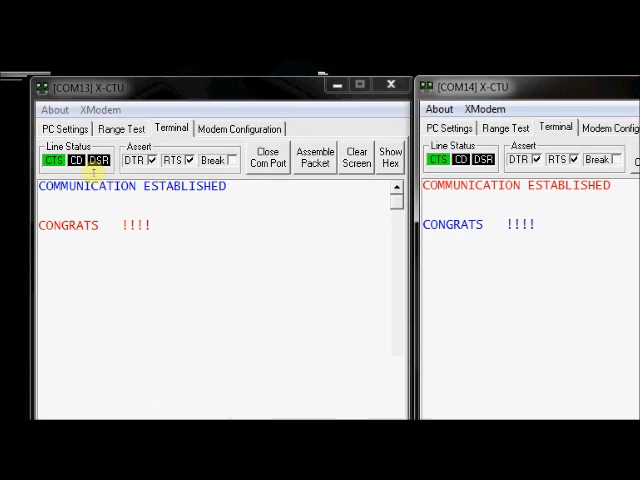 [COM13] X-CTU
About XModem
PC Settings Range Test Terminal Modem Configuration
Line Status Assert
CTS CD DSR DTR RTS Break
Close Com Port
Assemble Packet
Clear Screen
Show Hex
COMMUNICATION ESTABLISHED
CONGRATS !!!!
[COM14] X-CTU
About XModem
PC Settings Range Test Terminal Modem Configu
Line Status Assert
CTS CD DSR DTR RTS Break
COMMUNICATION ESTABLISHED
CONGRATS !!!!